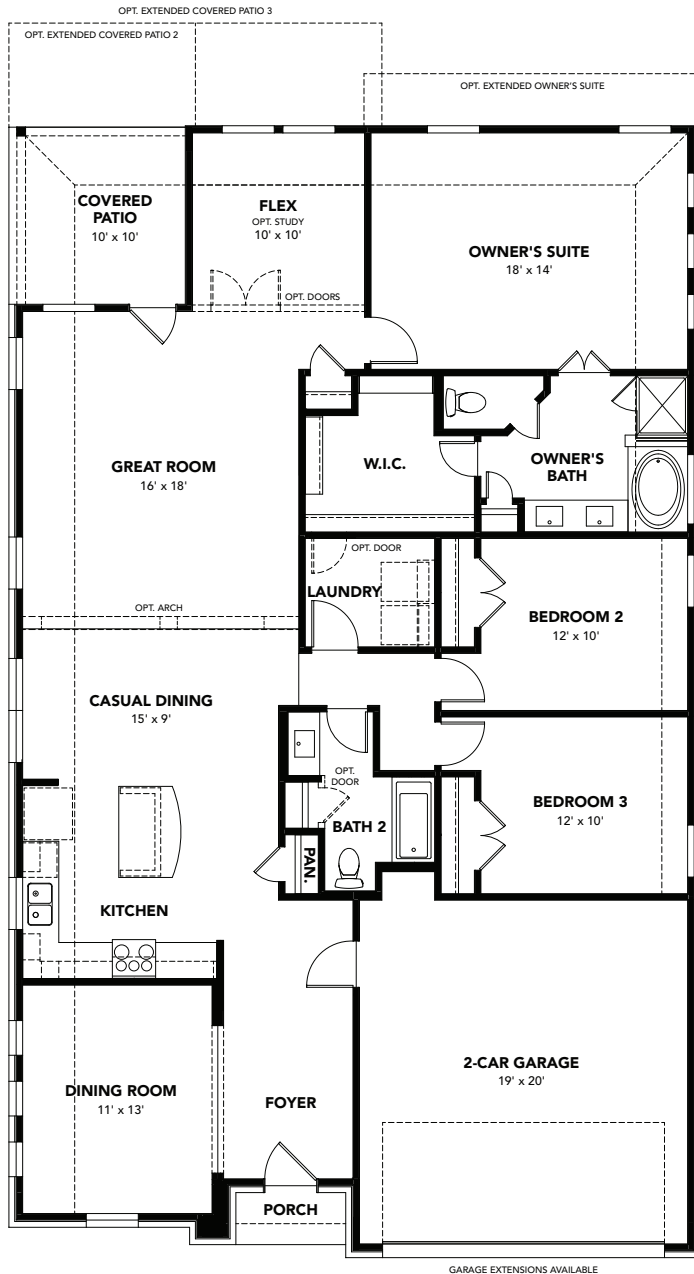 OPT. EXTENDED COVERED PATIO 3
OPT. EXTENDED COVERED PATIO 2
OPT. EXTENDED OWNER'S SUITE
COVERED
PATIO
10' x 10'
FLEX
OPT. STUDY
10' x 10'
OPT. DOORS
OWNER'S SUITE
18' x 14'
GREAT ROOM
16' x 18'
W.I.C.
OWNER'S
BATH
OPT. DOOR
LAUNDRY
BEDROOM 2
12' x 10'
OPT. ARCH
CASUAL DINING
15' x 9'
OPT.
DOOR
BATH 2
BEDROOM 3
12' x 10'
PAN.
KITCHEN
DINING ROOM
11' x 13'
FOYER
2-CAR GARAGE
19' x 20'
PORCH
GARAGE EXTENSIONS AVAILABLE